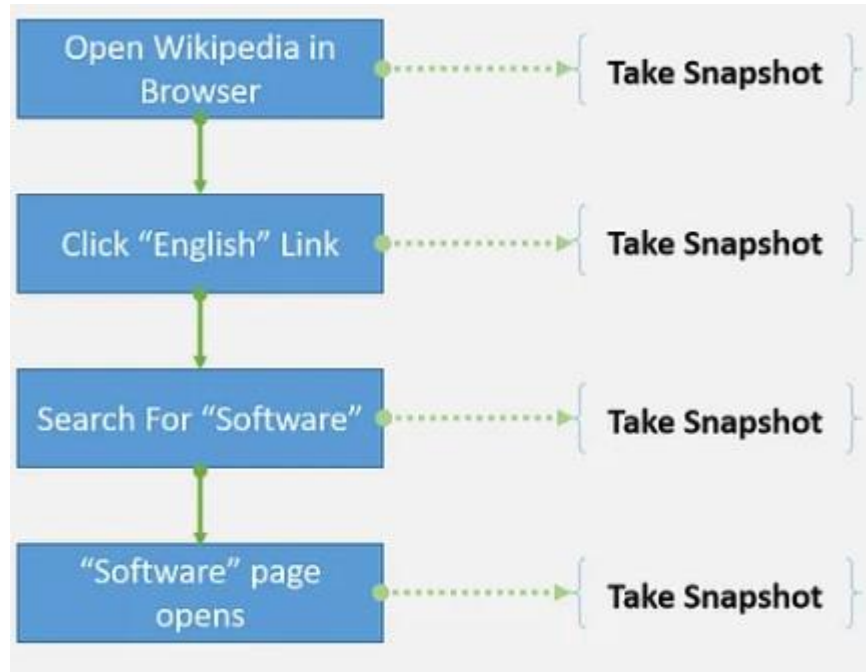 Open Wikipedia in
Browser
Take Snapshot
Click “English” Link
Take Snapshot
Search For “Software”
Take Snapshot
“Software” page
opens
Take Snapshot